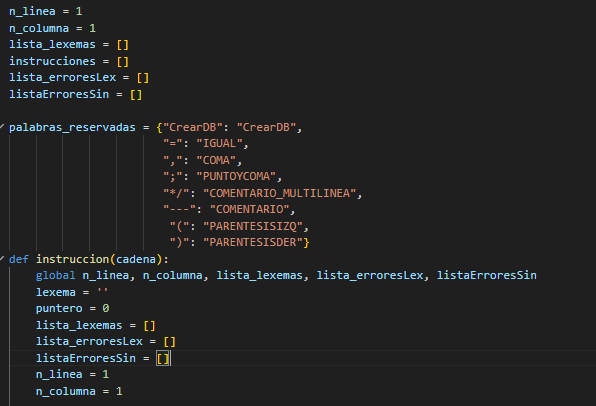 n_linea = 1
n_columna = 1
lista_lexemas = []
instrucciones = []
lista_erroresLex = []
listaErroresSin = []
palabras_reservadas = {"CrearDB": "CrearDB",
"=": "IGUAL",
",": "COMA",
";": "PUNTOYCOMA",
"*/": "COMENTARIO_MULTILINEA",
"---": "COMENTARIO",
"(": "PARENTESISIZQ",
")": "PARENTESISDER"}
def instruccion(cadena):
global n_linea, n_columna, lista_lexemas, lista_erroresLex, listaErroresSin
lexema = ''
puntero = 0
lista_lexemas = []
lista_erroresLex = []
listaErroresSin = []
n_linea = 1
n_columna = 1